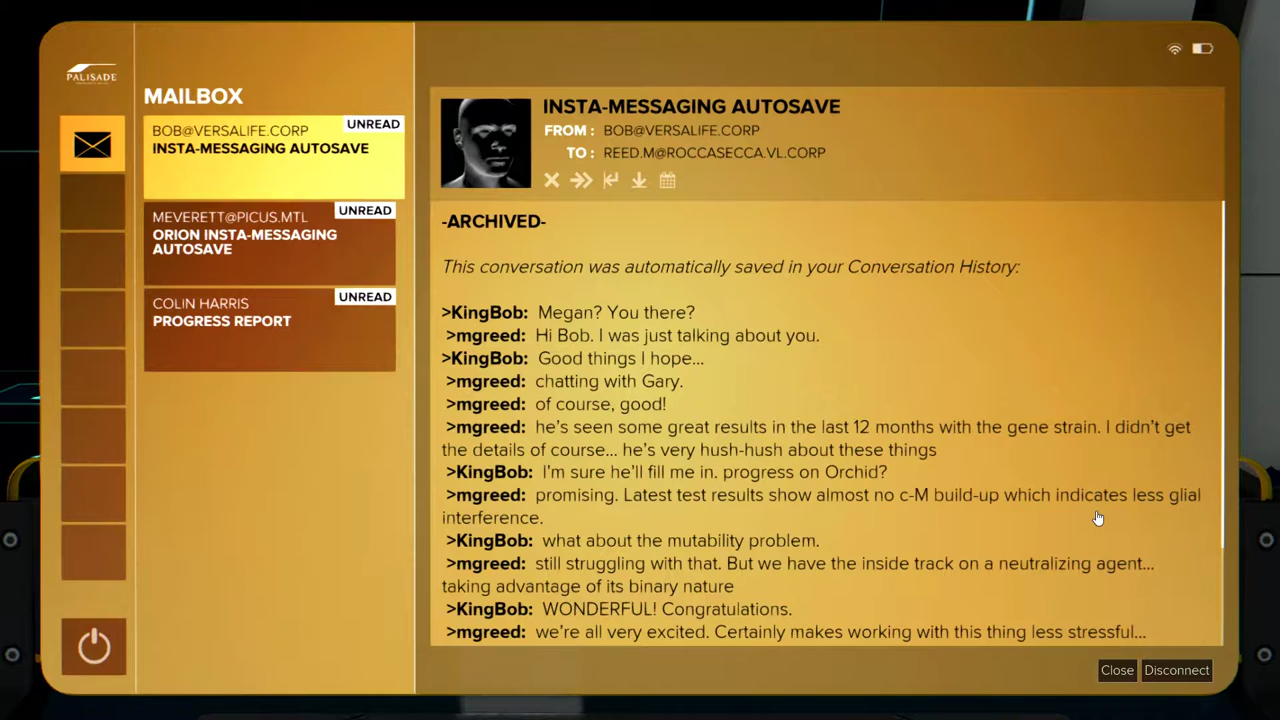 PALISADE
MAILBOX
BOB@VERSALIFE.CORP
UNREAD
INSTA-MESSAGING AUTOSAVE
MEVERETT@PICUS.MTL
UNREAD
ORION INSTA-MESSAGING
AUTOSAVE
COLIN HARRIS
UNREAD
PROGRESS REPORT
INSTA-MESSAGING AUTOSAVE
FROM : BOB@VERSALIFE.CORP
TO : REED.M@ROCCASECCA.VL.CORP
-ARCHIVED-
This conversation was automatically saved in your Conversation History:
>KingBob: Megan? You there?
>mgreed: Hi Bob. I was just talking about you.
>KingBob: Good things I hope...
>mgreed: chatting with Gary.
>mgreed: of course, good!
>mgreed: he's seen some great results in the last 12 months with the gene strain. I didn't get
the details of course... he's very hush-hush about these things
>KingBob: I'm sure he'll fill me in. progress on Orchid?
>mgreed: promising. Latest test results show almost no c-M build-up which indicates less glial
interference.
>KingBob: what about the mutability problem.
>mgreed: still struggling with that. But we have the inside track on a neutralizing agent...
taking advantage of its binary nature
>KingBob: WONDERFUL! Congratulations.
>mgreed: we're all very excited. Certainly makes working with this thing less stressful...
Close
Disconnect